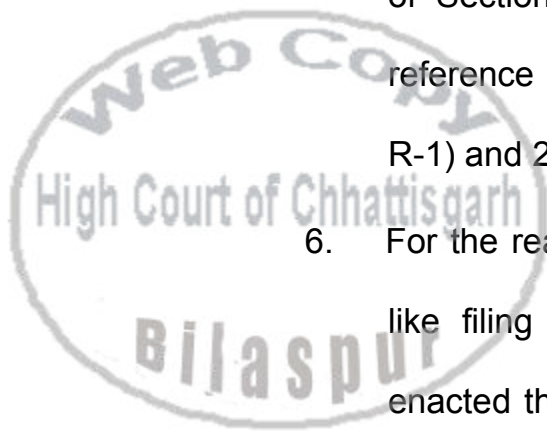 of Section
reference
R-1) and 2
6. For the rea
like filing
enacted th
Web Copy
High Court of Chhattisgarh
Bilaspur